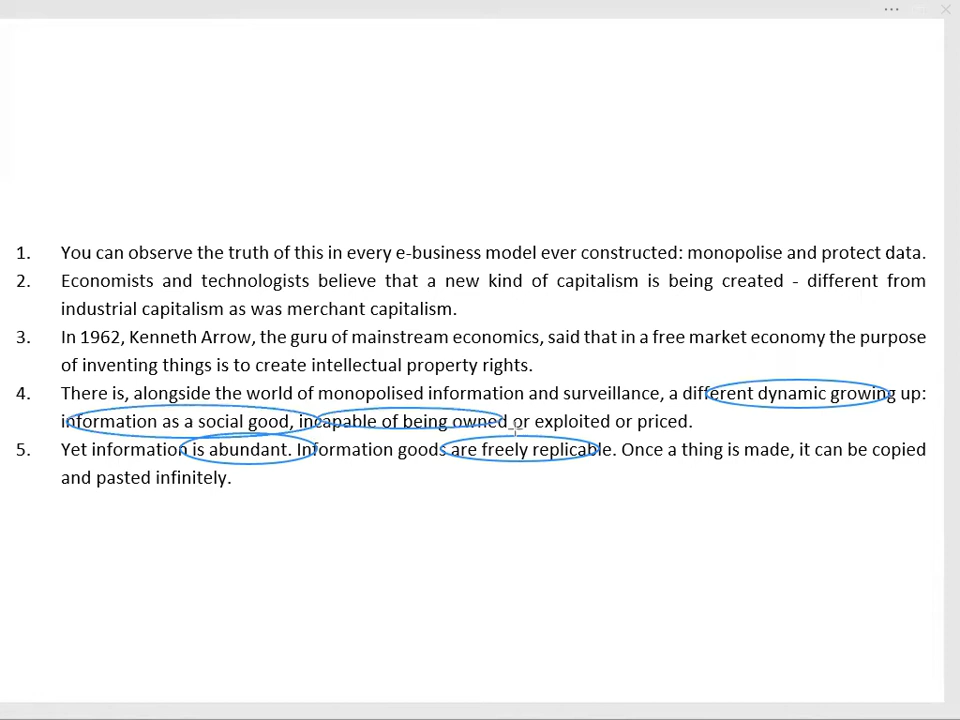 1. You can observe the truth of this in every e-business model ever constructed: monopolise and protect data.
2. Economists and technologists believe that a new kind of capitalism is being created - different from
industrial capitalism as was merchant capitalism.
3. In 1962, Kenneth Arrow, the guru of mainstream economics, said that in a free market economy the purpose
of inventing things is to create intellectual property rights.
4. There is, alongside the world of monopolised information and surveillance, a different dynamic growing up:
information as a social good, incapable of being owned or exploited or priced.
5. Yet information is abundant. Information goods are freely replicable. Once a thing is made, it can be copied
and pasted infinitely.